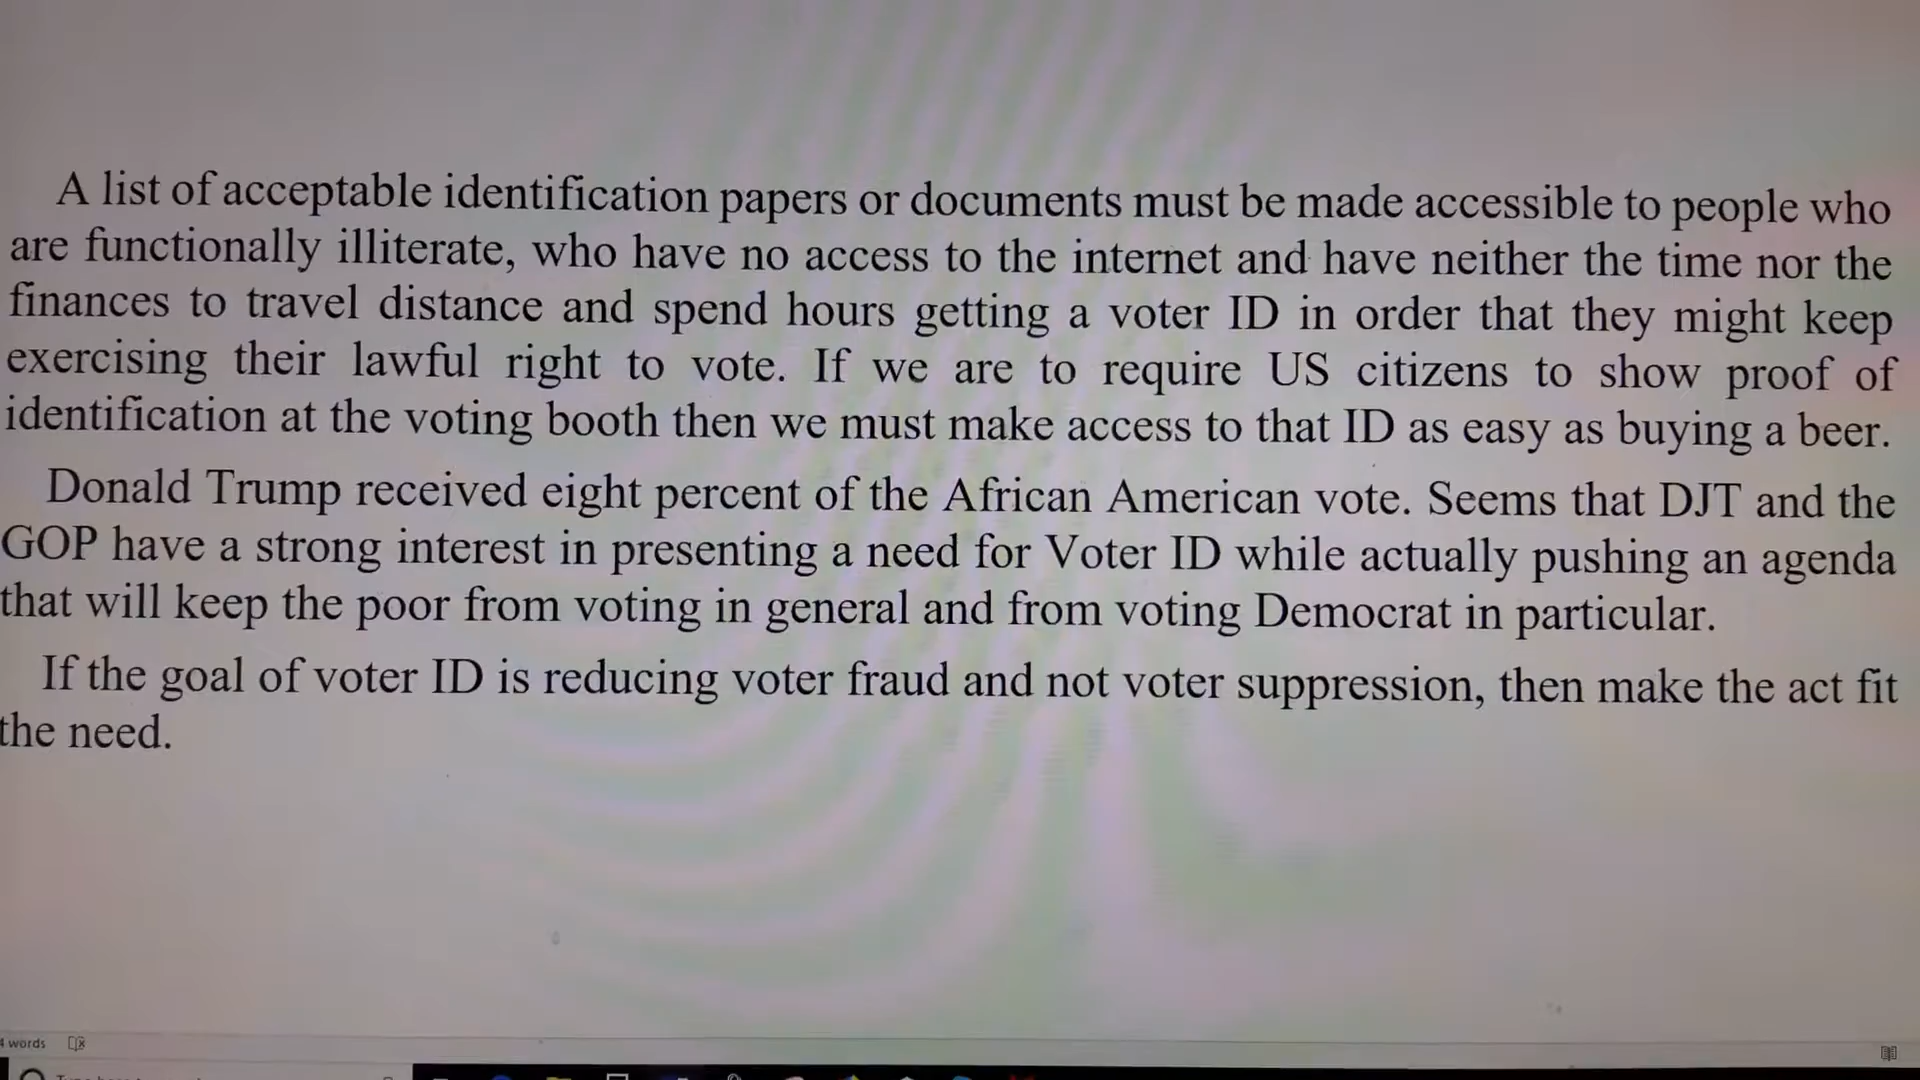 A list of acceptable identification papers or documents must be made accessible to people who
are functionally illiterate, who have no access to the internet and have neither the time nor the
finances to travel distance and spend hours getting a voter ID in order that they might keep
exercising their lawful right to vote. If we are to require US citizens to show proof of
identification at the voting booth then we must make access to that ID as easy as buying a beer.
Donald Trump received eight percent of the African American vote. Seems that DJT and the
GOP have a strong interest in presenting a need for Voter ID while actually pushing an agenda
that will keep the poor from voting in general and from voting Democrat in particular.
If the goal of voter ID is reducing voter fraud and not voter suppression, then make the act fit
the need.
4 words